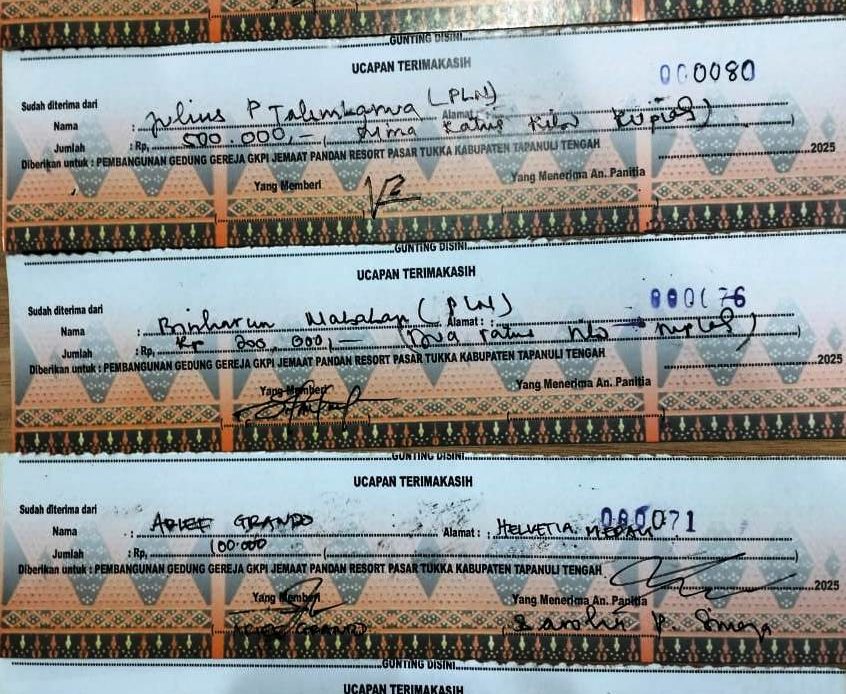 GUNTING DISINI
UCAPAN TERIMAKASIH
000080
Sudah diterima dari
Nama : Julius P (PLN) Alamat :
Jumlah : Rp, 500.000,- ( Lima Ratus Ribu Rupiah )
Diberikan untuk : PEMBANGUNAN GEDUNG GEREJA GKPI JEMAAT PANDAN RESORT PASAR TUKKA KABUPATEN TAPANULI TENGAH
2025
Yang Memberi Yang Menerima An. Panitia
GUNTING DISINI
UCAPAN TERIMAKASIH
Sudah diterima dari
Nama : Nababan (PLN) Alamat :
Jumlah : Rp, Rp 200.000,- (Dua ratus ribu rupiah)
Diberikan untuk : PEMBANGUNAN GEDUNG GEREJA GKPI JEMAAT PANDAN RESORT PASAR TUKKA KABUPATEN TAPANULI TENGAH
2025
Yang Memberi Yang Menerima An. Panitia
GUNTING DISINI
UCAPAN TERIMAKASIH
000071
Sudah diterima dari
Nama : ARIEF GRANDO Alamat : HELVETIA MEDAN
Jumlah : Rp, 100.000 ( )
Diberikan untuk : PEMBANGUNAN GEDUNG GEREJA GKPI JEMAAT PANDAN RESORT PASAR TUKKA KABUPATEN TAPANULI TENGAH
2025
Yang Memberi Yang Menerima An. Panitia
ARIEF GRANDO
GUNTING DISINI
UCAPAN TERIMAKASIH